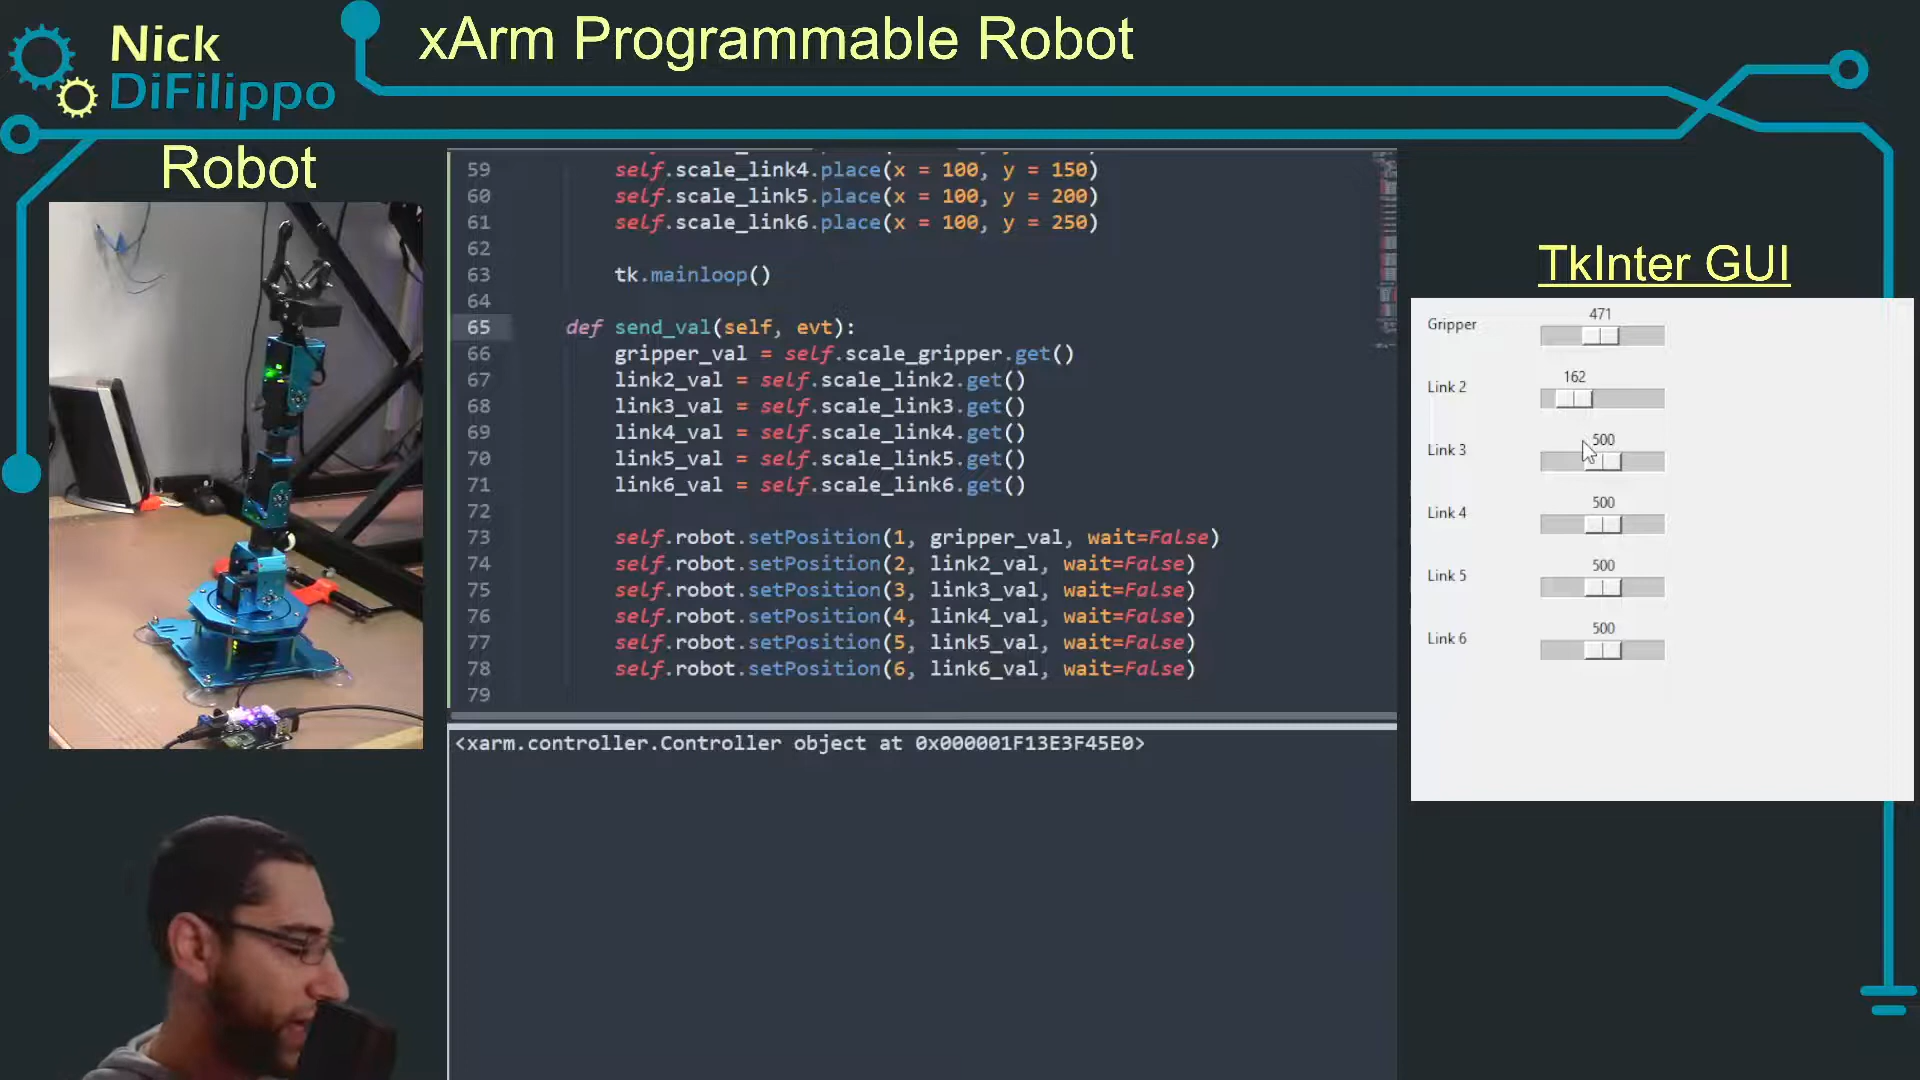 Nick
DiFilippo
xArm Programmable Robot
Robot
59 self.scale_link4.place(x = 100, y = 150)
60 self.scale_link5.place(x = 100, y = 200)
61 self.scale_link6.place(x = 100, y = 250)
62
63 tk.mainloop()
64
65 def send_val(self, evt):
66 gripper_val = self.scale_gripper.get()
67 link2_val = self.scale_link2.get()
68 link3_val = self.scale_link3.get()
69 link4_val = self.scale_link4.get()
70 link5_val = self.scale_link5.get()
71 link6_val = self.scale_link6.get()
72
73 self.robot.setPosition(1, gripper_val, wait=False)
74 self.robot.setPosition(2, link2_val, wait=False)
75 self.robot.setPosition(3, link3_val, wait=False)
76 self.robot.setPosition(4, link4_val, wait=False)
77 self.robot.setPosition(5, link5_val, wait=False)
78 self.robot.setPosition(6, link6_val, wait=False)
79
<xarm.controller.Controller object at 0x000001F13E3F45E0>
TkInter GUI
Gripper 471
Link 2 162
Link 3 500
Link 4 500
Link 5 500
Link 6 500